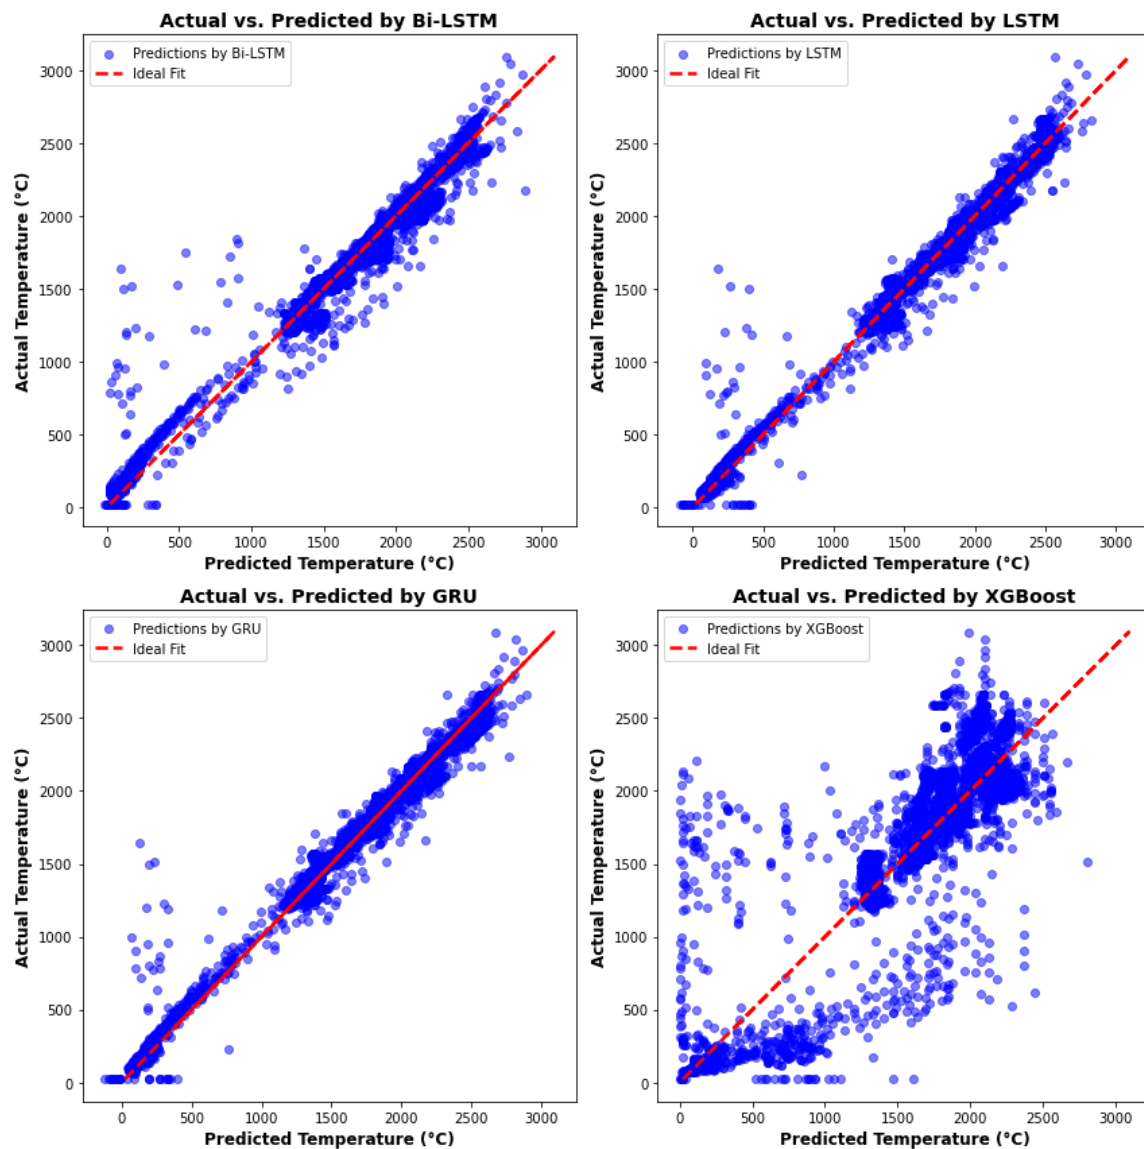 Actual vs. Predicted by Bi-LSTM
Predictions by Bi-LSTM
Ideal Fit
3000
2500
2000
1500
1000
500
0
Actual Temperature (°C)
0 500 1000 1500 2000 2500 3000
Predicted Temperature (°C)
Actual vs. Predicted by LSTM
Predictions by LSTM
Ideal Fit
3000
2500
2000
1500
1000
500
0
Actual Temperature (°C)
0 500 1000 1500 2000 2500 3000
Predicted Temperature (°C)
Actual vs. Predicted by GRU
Predictions by GRU
Ideal Fit
3000
2500
2000
1500
1000
500
0
Actual Temperature (°C)
0 500 1000 1500 2000 2500 3000
Predicted Temperature (°C)
Actual vs. Predicted by XGBoost
Predictions by XGBoost
Ideal Fit
3000
2500
2000
1500
1000
500
0
Actual Temperature (°C)
0 500 1000 1500 2000 2500 3000
Predicted Temperature (°C)